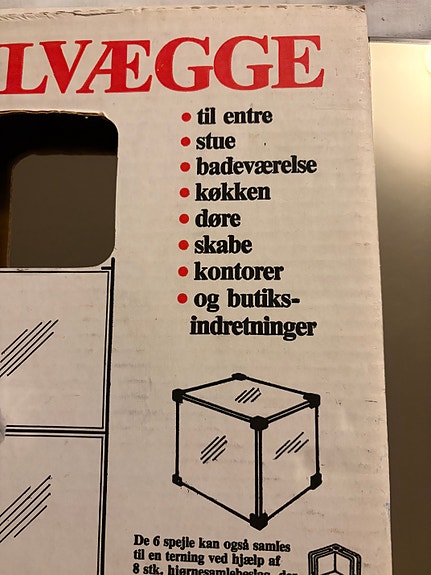 LVÆGGE
• til entre
• stue
• badeværelse
• køkken
• døre
• skabe
• kontorer
• og butiks-
indretninger
De 6 spejle kan også samles
til en terning ved hjælp af
8 stk. hjørnesamlebeslag, der